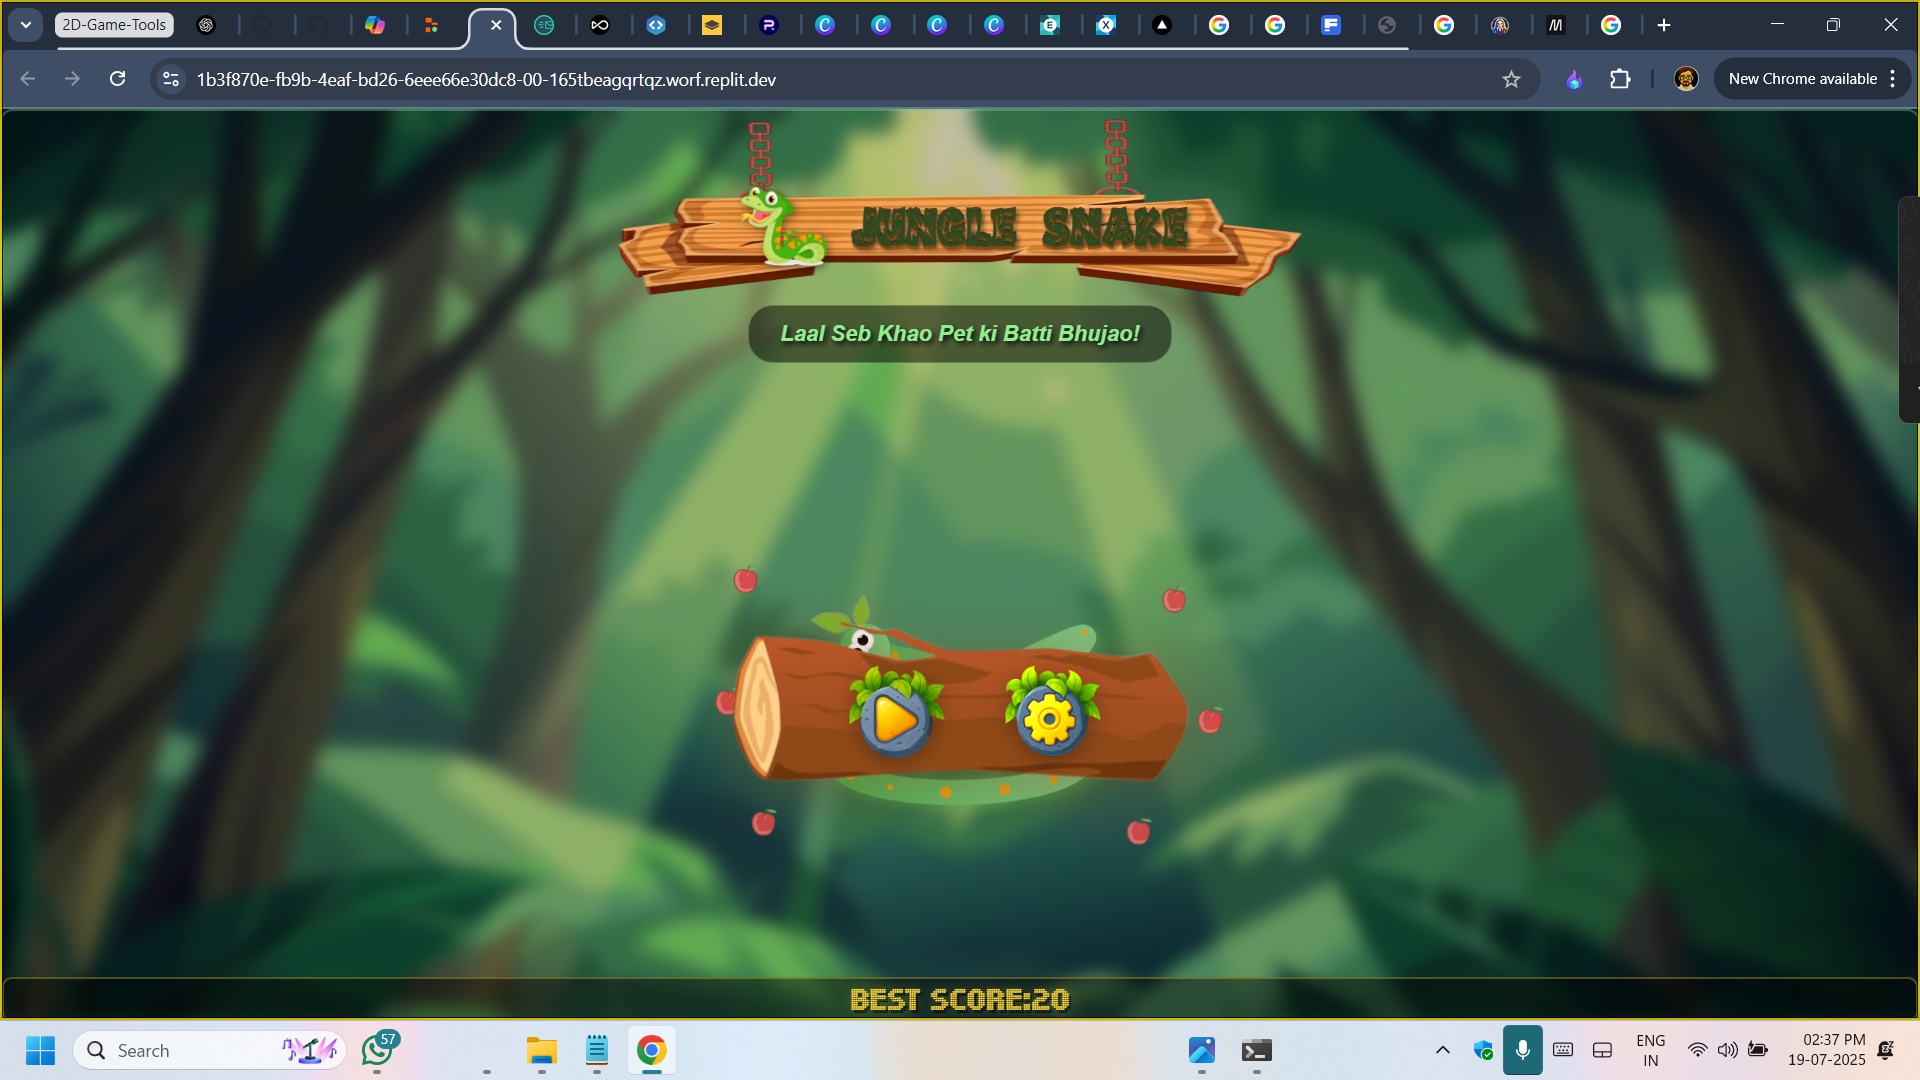 2D-Game-Tools
1b3f870e-fb9b-4eaf-bd26-6eee66e30dc8-00-165tbeagqrtqz.worf.replit.dev
New Chrome available
JUNGLE SNAKE
Laal Seb Khao Pet ki Batti Bhujao!
BEST SCORE:20
Search
57
ENG
IN
02:37 PM
19-07-2025